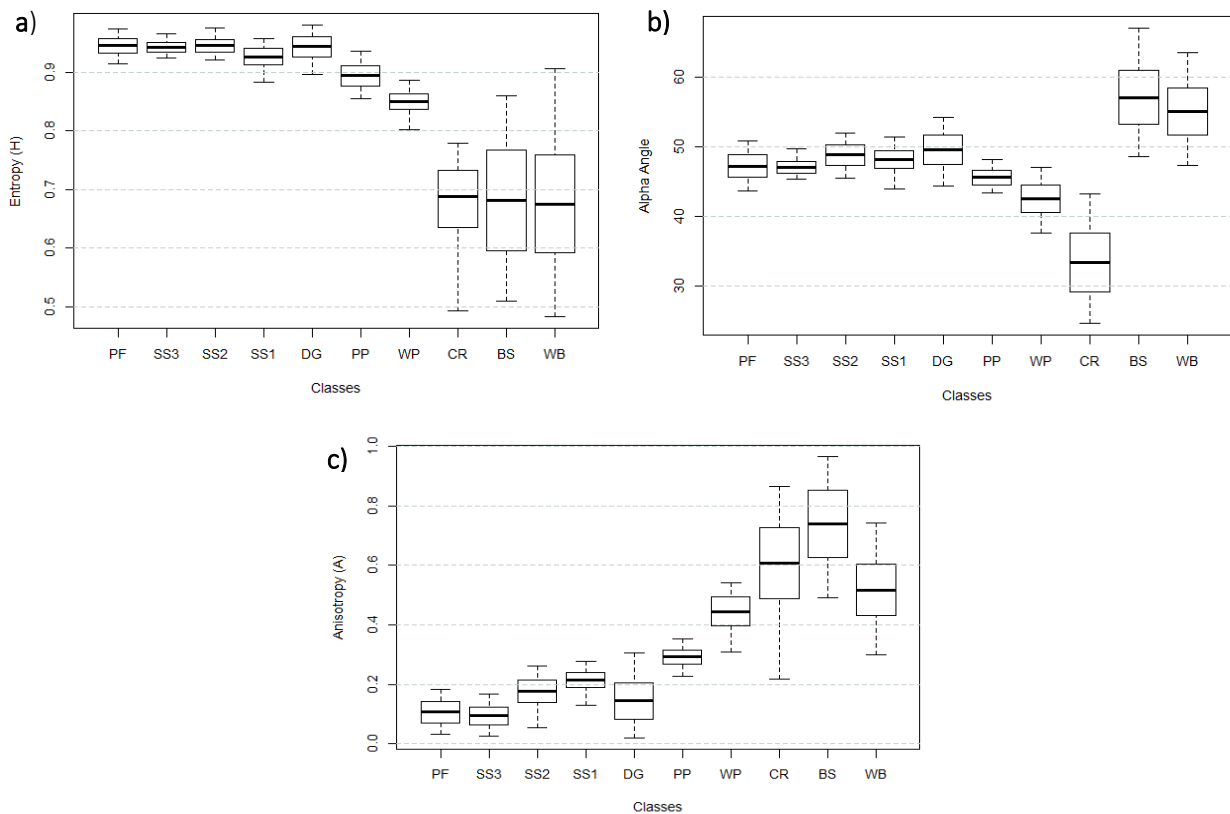 a)
Entropy (H)
0.9
0.8
0.7
0.6
0.5
PF SS3 SS2 SS1 DG PP WP CR BS WB
Classes
b)
Alpha Angle
60
50
40
30
PF SS3 SS2 SS1 DG PP WP CR BS WB
Classes
c)
Anisotropy (A)
1.0
0.8
0.6
0.4
0.2
0.0
PF SS3 SS2 SS1 DG PP WP CR BS WB
Classes